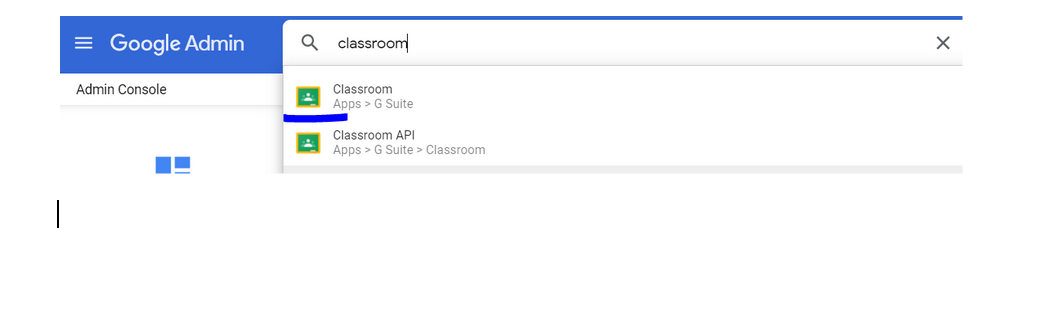 Google Admin
classroom
Admin Console
Classroom
Apps > G Suite
Classroom API
Apps > G Suite > Classroom